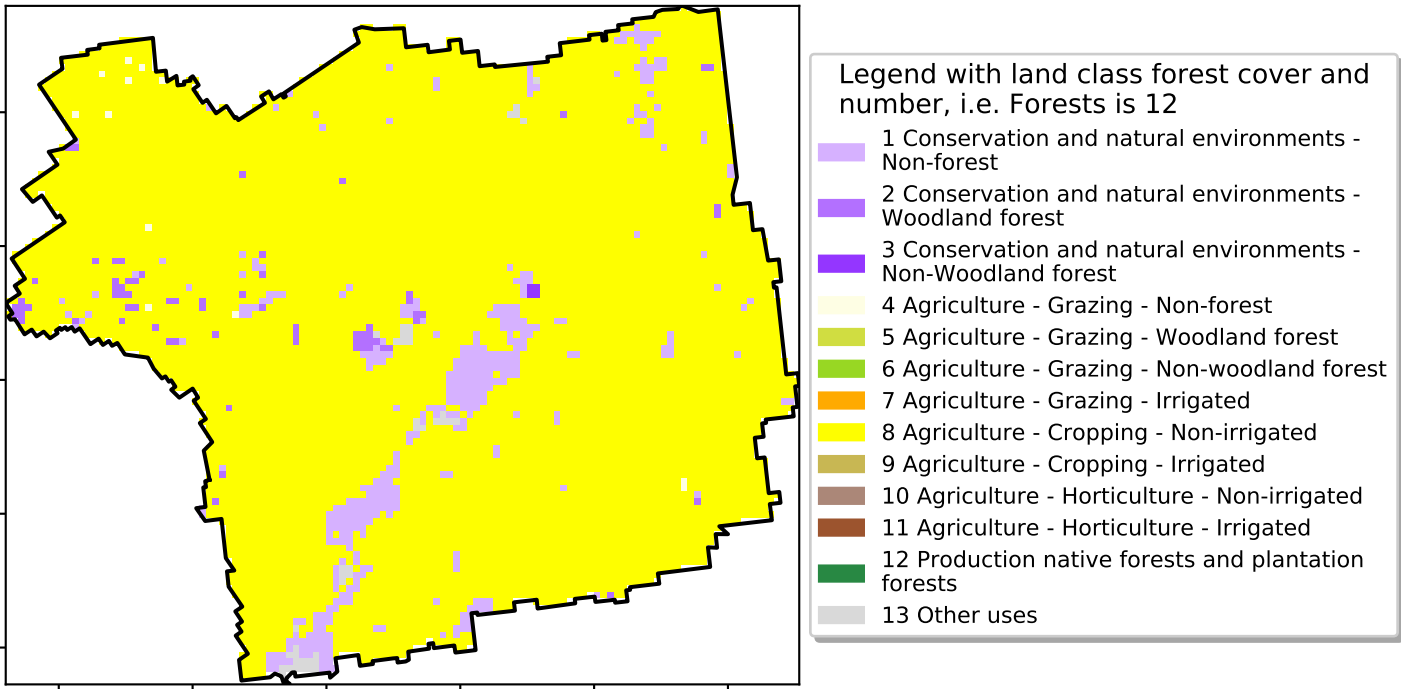 Legend with land class forest cover and
number, i.e. Forests is 12
1 Conservation and natural environments -
Non-forest
2 Conservation and natural environments -
Woodland forest
3 Conservation and natural environments -
Non-Woodland forest
4 Agriculture - Grazing - Non-forest
5 Agriculture - Grazing - Woodland forest
6 Agriculture - Grazing - Non-woodland forest
7 Agriculture - Grazing - Irrigated
8 Agriculture - Cropping - Non-irrigated
9 Agriculture - Cropping - Irrigated
10 Agriculture - Horticulture - Non-irrigated
11 Agriculture - Horticulture - Irrigated
12 Production native forests and plantation
forests
13 Other uses